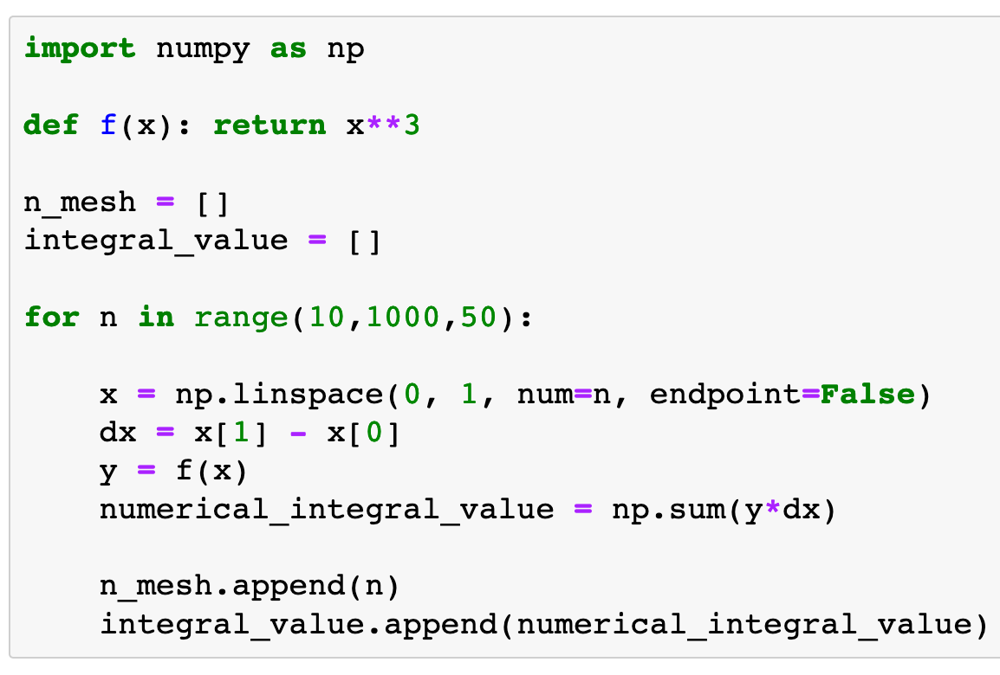 import numpy as np
def f(x): return x**3
n_mesh = []
integral_value = []
for n in range(10,1000,50):
    x = np.linspace(0, 1, num=n, endpoint=False)
    dx = x[1] - x[0]
    y = f(x)
    numerical_integral_value = np.sum(y*dx)
    n_mesh.append(n)
    integral_value.append(numerical_integral_value)